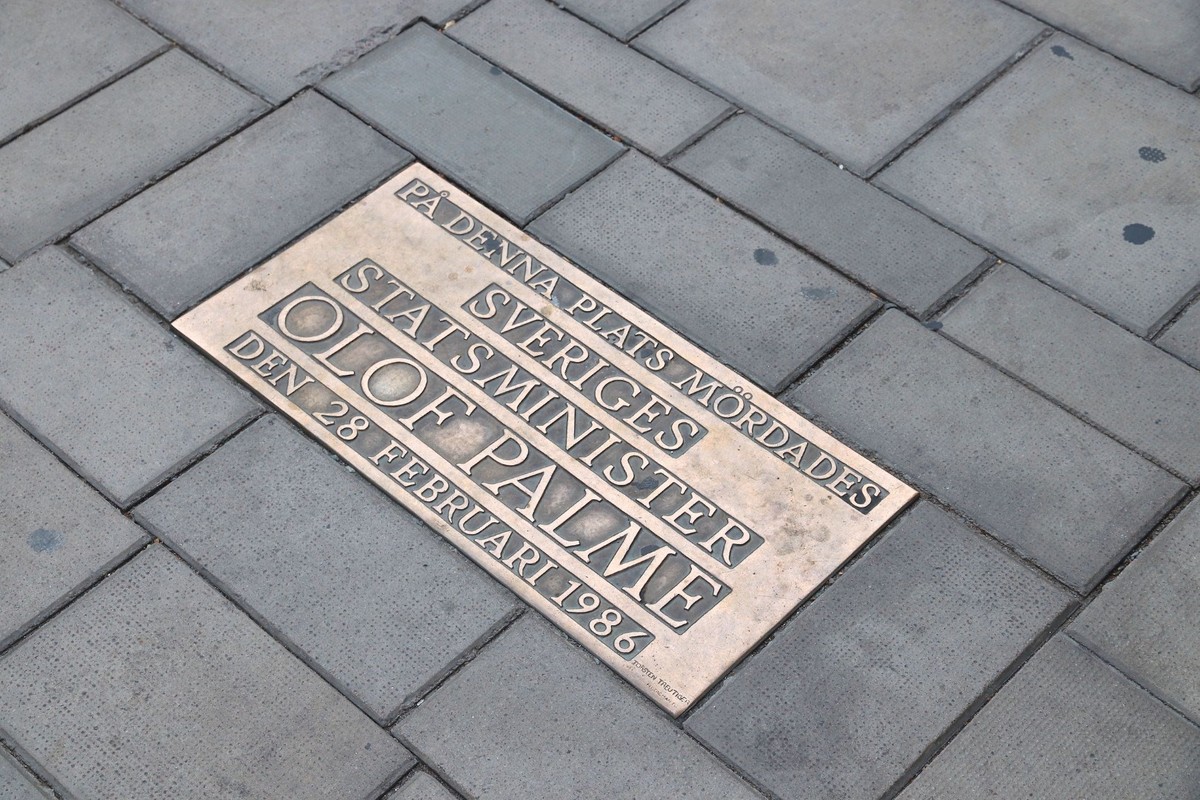 PÅ DENNA PLATS MÖRDADES
SVERIGES
STATSMINISTER
OLOF PALME
DEN 28 FEBRUARI 1986